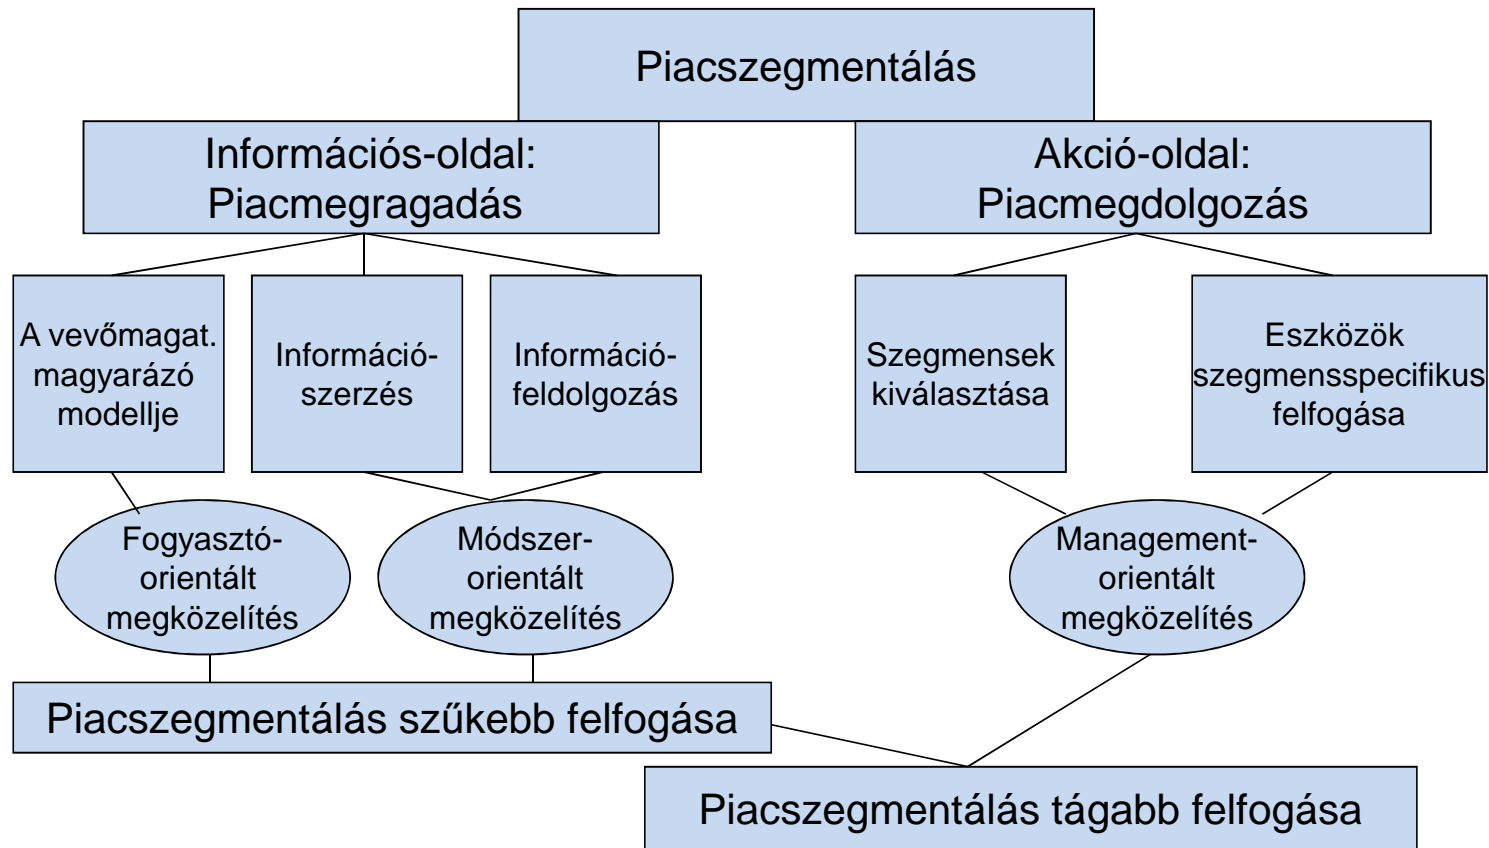 Piacszegmentálás
Információs-oldal:
Piacmegragadás
Akció-oldal:
Piacmegdolgozás
A vevőmagat.
magyarázó
modellje
Információ-
szerzés
Információ-
feldolgozás
Szegmensek
kiválasztása
Eszközök
szegmensspecifikus
felfogása
Fogyasztó-
orientált
megközelítés
Módszer-
orientált
megközelítés
Management-
orientált
megközelítés
Piacszegmentálás szűkebb felfogása
Piacszegmentálás tágabb felfogása